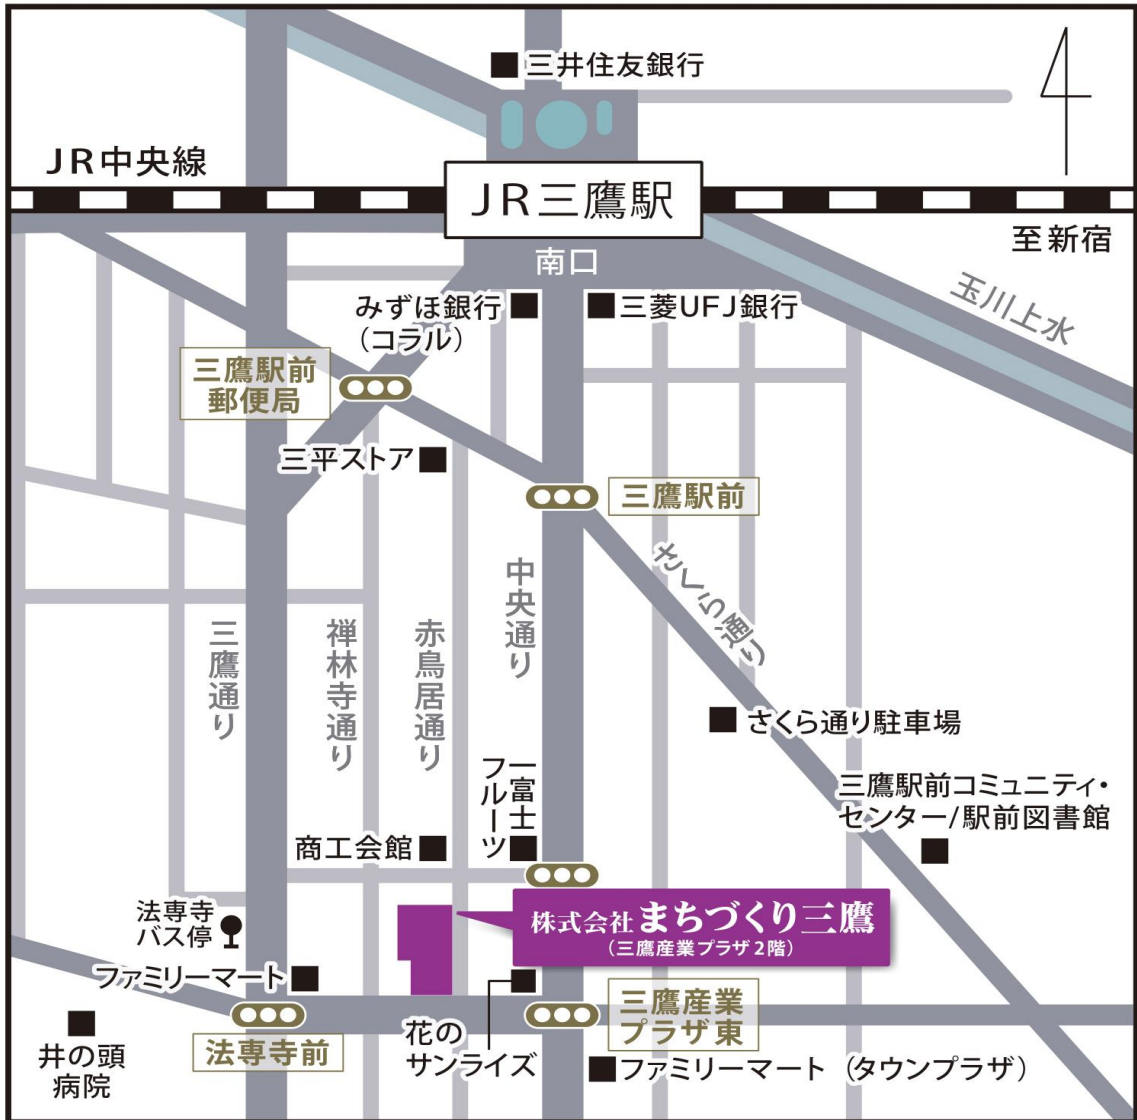 三井住友銀行
JR中央線
JR三鷹駅
至新宿
南口
玉川上水
みずほ銀行
（コラル）
三菱UFJ銀行
三鷹駅前
郵便局
三平ストア
三鷹駅前
さくら通り
中央通り
三鷹通り
禅林寺通り
赤鳥居通り
さくら通り駐車場
一富士
フルーツ
三鷹駅前コミュニティ・
センター/駅前図書館
商工会館
株式会社 まちづくり三鷹
（三鷹産業プラザ2階）
法専寺
バス停
ファミリーマート
三鷹産業
プラザ東
花の
サンライズ
法専寺前
井の頭
病院
ファミリーマート（タウンプラザ）